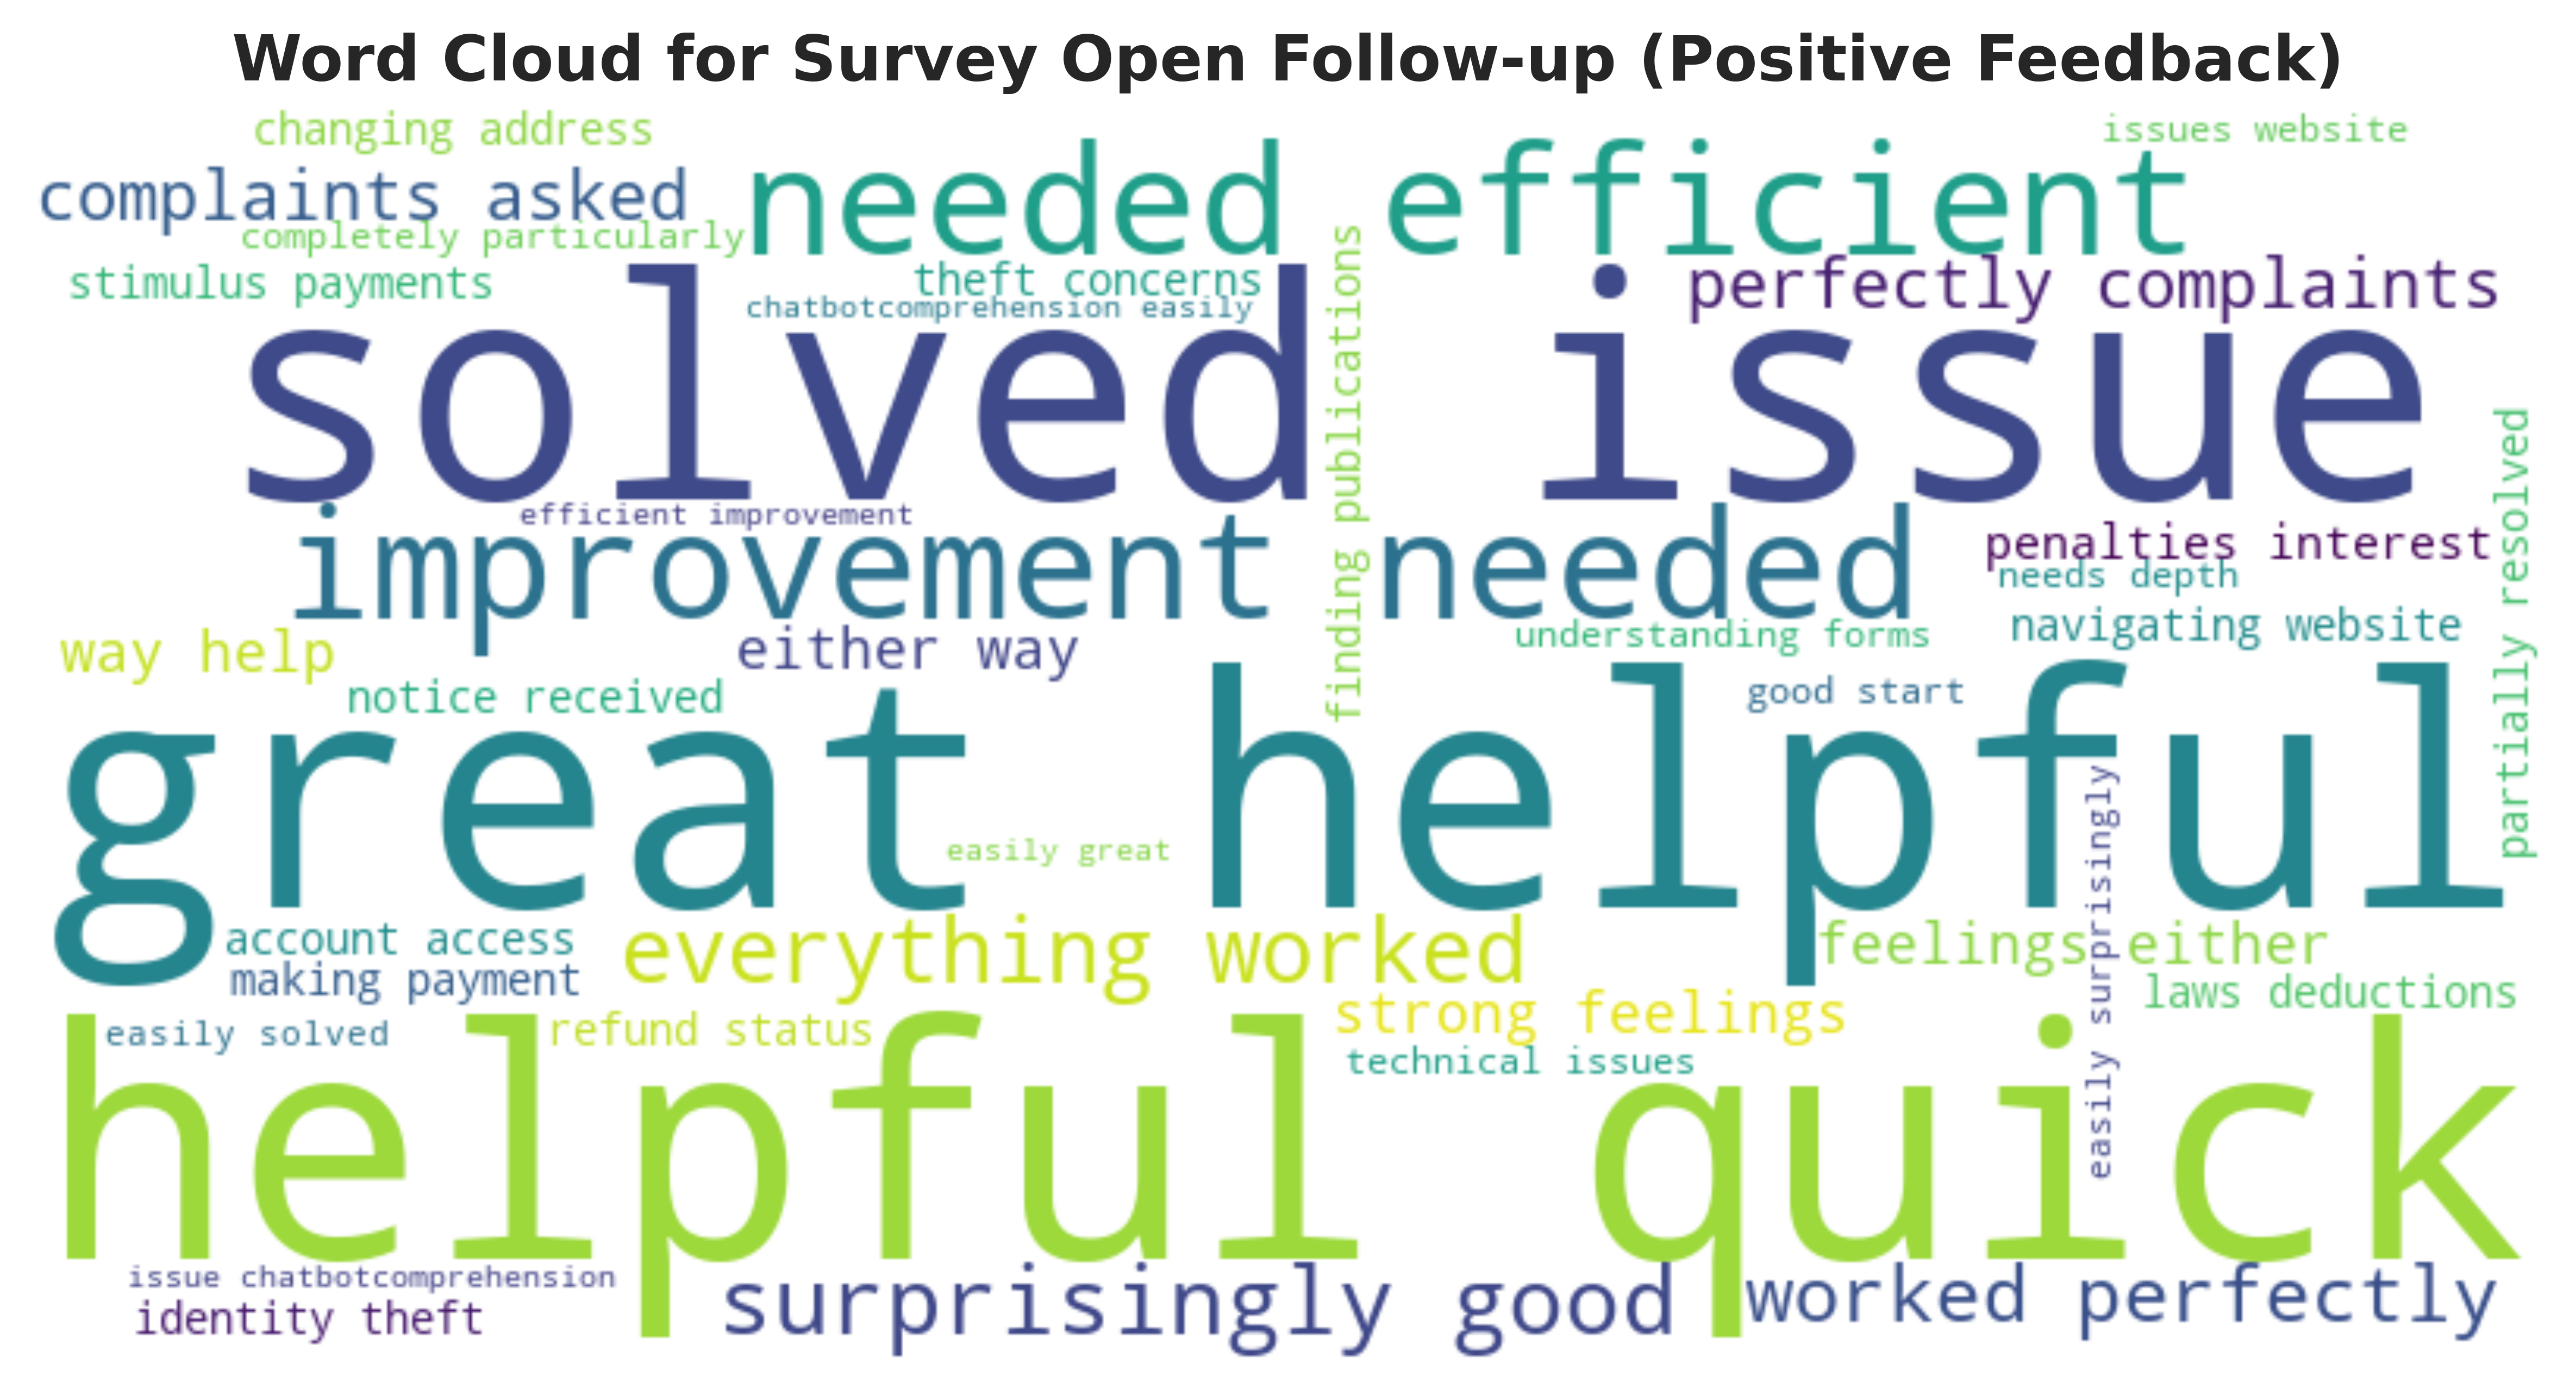 Word Cloud for Survey Open Follow-up (Positive Feedback)
changing address
issues website
complaints asked
needed efficient
completely particularly
stimulus payments
theft concerns
perfectly complaints
chatbotcomprehension easily
finding publications
solved issue
partially resolved
efficient improvement
improvement needed
penalties interest
needs depth
navigating website
understanding forms
way help
either way
notice received
good start
great helpful
easily surprisingly
easily great
account access
everything worked
feelings either
making payment
laws deductions
strong feelings
easily solved
refund status
technical issues
helpful quick
issue chatbotcomprehension
identity theft
surprisingly good
worked perfectly